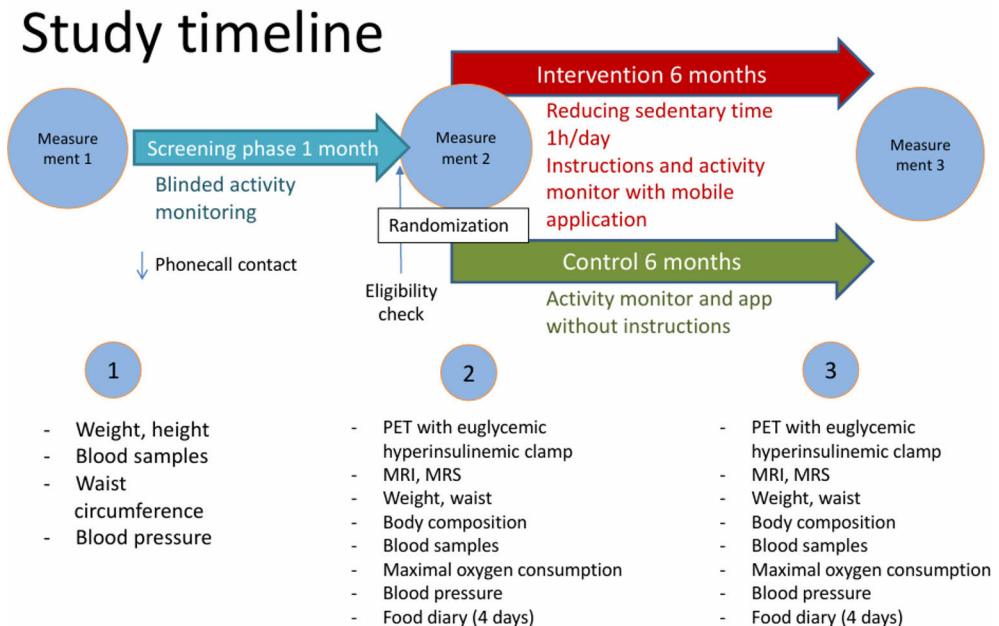 Study timeline
Measure
ment 1
Screening phase 1 month
Blinded activity
monitoring
Phonecall contact
Measure
ment 2
Randomization
Eligibility
check
Intervention 6 months
Reducing sedentary time
1h/day
Instructions and activity
monitor with mobile
application
Control 6 months
Activity monitor and app
without instructions
Measure
ment 3
1
- Weight, height
- Blood samples
- Waist
circumference
- Blood pressure
2
- PET with euglycemic
hyperinsulinemic clamp
- MRI, MRS
- Weight, waist
- Body composition
- Blood samples
- Maximal oxygen consumption
- Blood pressure
- Food diary (4 days)
3
- PET with euglycemic
hyperinsulinemic clamp
- MRI, MRS
- Weight, waist
- Body composition
- Blood samples
- Maximal oxygen consumption
- Blood pressure
- Food diary (4 days)